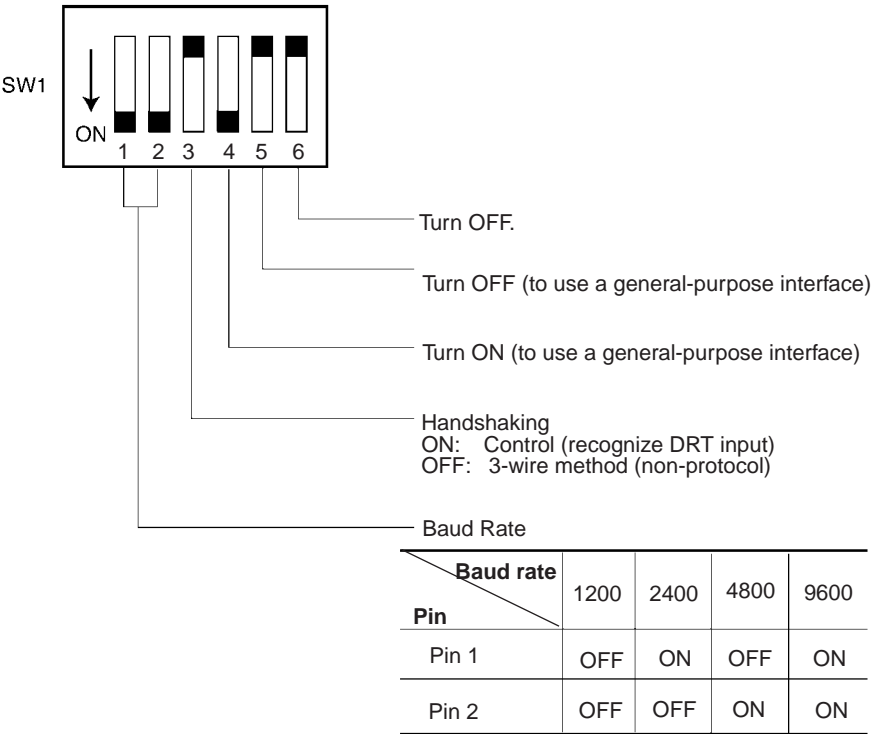 SW1
ON
1 2 3 4 5 6
Turn OFF.
Turn OFF (to use a general-purpose interface)
Turn ON (to use a general-purpose interface)
Handshaking
ON: Control (recognize DRT input)
OFF: 3-wire method (non-protocol)
Baud Rate
Baud rate
Pin
1200 2400 4800 9600
Pin 1 OFF ON OFF ON
Pin 2 OFF OFF ON ON